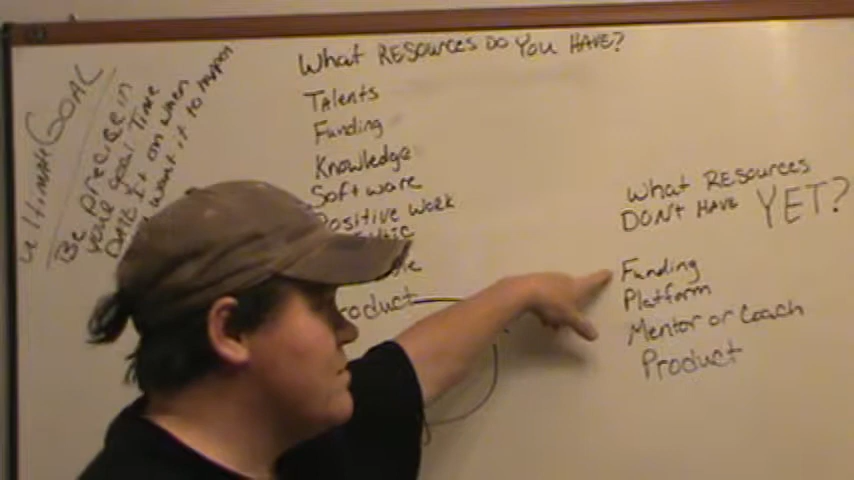 ULTIMATE GOAL
BE PRECISE IN
YOUR GOAL TIME
DATE IT ON WHEN
want it to happen
What RESOURCES DO YOU HAVE?
Talents
Funding
Knowledge
Software
Positive Work
Product
What RESOURCES
DON'T HAVE YET?
Funding
Platform
Mentor or Coach
Product